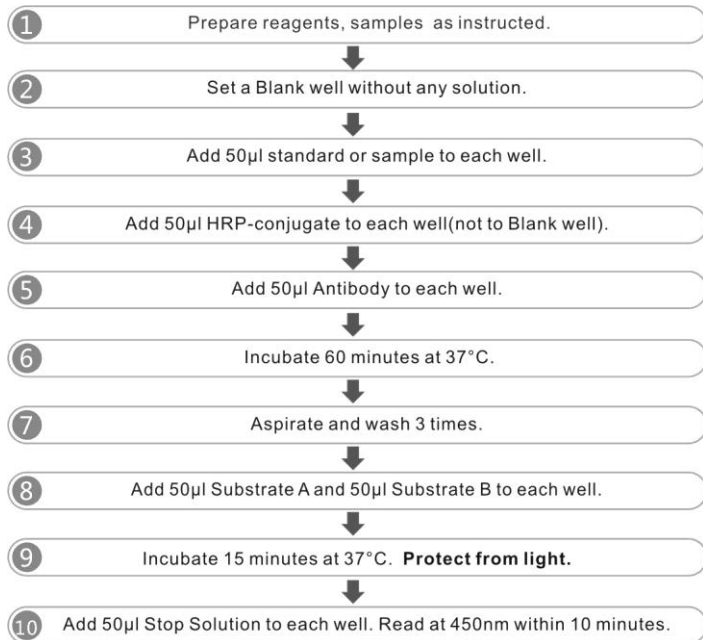 1 Prepare reagents, samples as instructed.
2 Set a Blank well without any solution.
3 Add 50μl standard or sample to each well.
4 Add 50μl HRP-conjugate to each well(not to Blank well).
5 Add 50μl Antibody to each well.
6 Incubate 60 minutes at 37°C.
7 Aspirate and wash 3 times.
8 Add 50μl Substrate A and 50μl Substrate B to each well.
9 Incubate 15 minutes at 37°C. Protect from light.
10 Add 50μl Stop Solution to each well. Read at 450nm within 10 minutes.